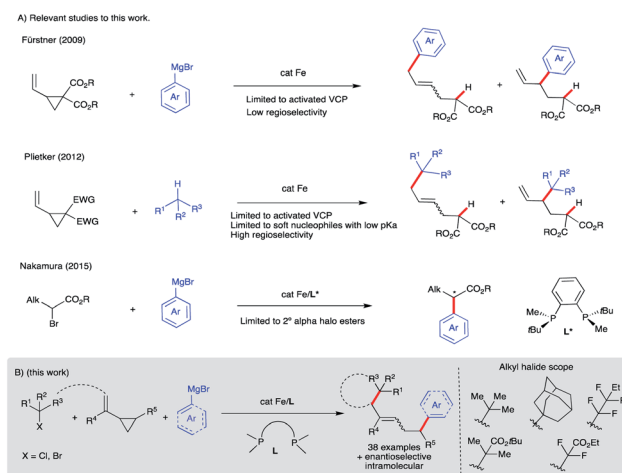 A) Relevant studies to this work.
Fürstner (2009)
CO₂R
CO₂R
+
MgBr
Ar
cat Fe
Limited to activated VCP
Low regioselectivity
Ar
H
RO₂C CO₂R
+
Ar
H
RO₂C CO₂R
Plietker (2012)
EWG
EWG
+
H
R¹ R² R³
cat Fe
Limited to activated VCP
Limited to soft nucleophiles with low pKa
High regioselectivity
R¹ R²
R³
H
RO₂C CO₂R
+
R¹ R²
R³
H
RO₂C CO₂R
Nakamura (2015)
Alk CO₂R
Br
+
MgBr
Ar
cat Fe/L*
Limited to 2º alpha halo esters
Alk * CO₂R
Ar
Me P P tBu
tBu L* Me
B) (this work)
R¹ R² R³
X
X = Cl, Br
+
R⁴ R⁵
+
MgBr
Ar
cat Fe/L
P P
L
R³ R²
R¹
R⁴
Ar
R⁵
38 examples
+ enantioselective
intramolecular
Alkyl halide scope
Me
Me Me
F Et
F F
F
Me CO₂tBu
Me
F CO₂Et
F